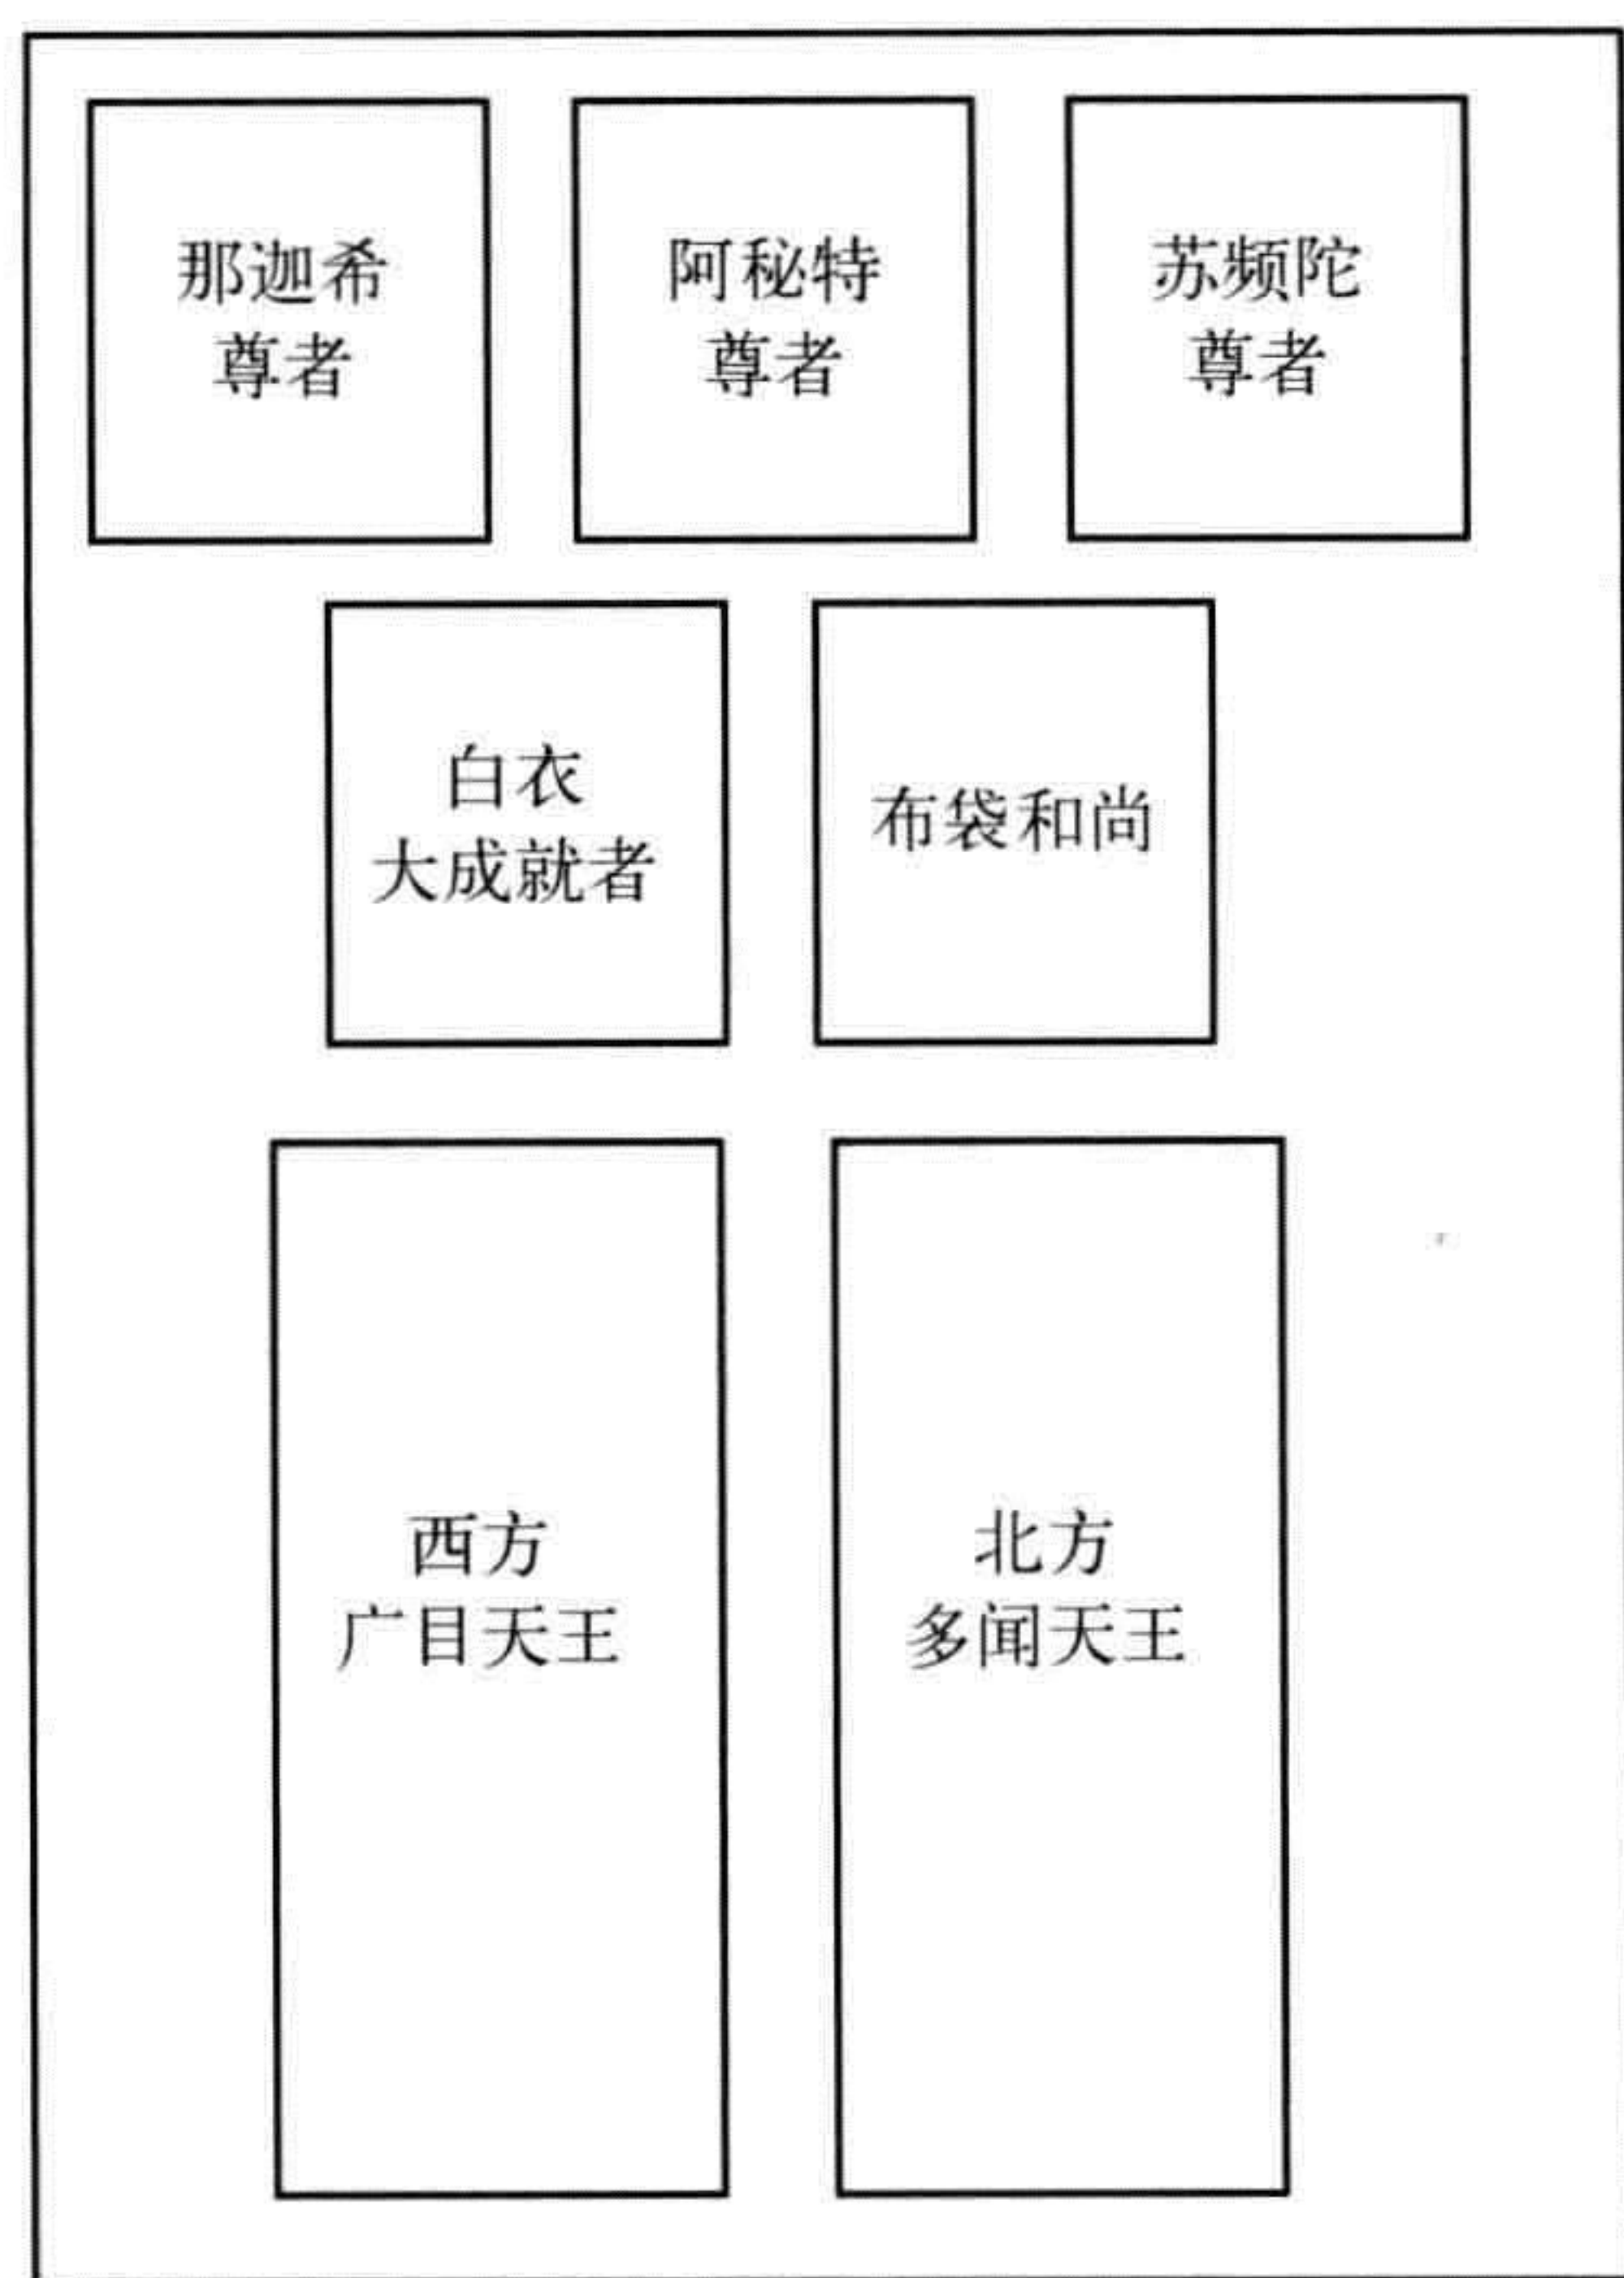 那迦希
尊者
阿秘特
尊者
苏频陀
尊者
白衣
大成就者
布袋和尚
西方
广目天王
北方
多闻天王